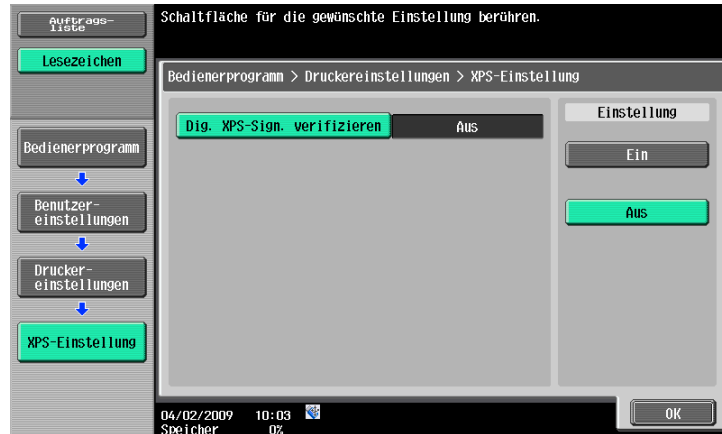 Auftrags-
liste
Lesezeichen
Bedienerprogramm
Benutzer-
einstellungen
Drucker-
einstellungen
XPS-Einstellung
Schaltfläche für die gewünschte Einstellung berühren.
Bedienerprogramm > Druckereinstellungen > XPS-Einstellung
Dig. XPS-Sign. verifizieren Aus
Einstellung
Ein
Aus
04/02/2009 10:03
Speicher 0%
OK